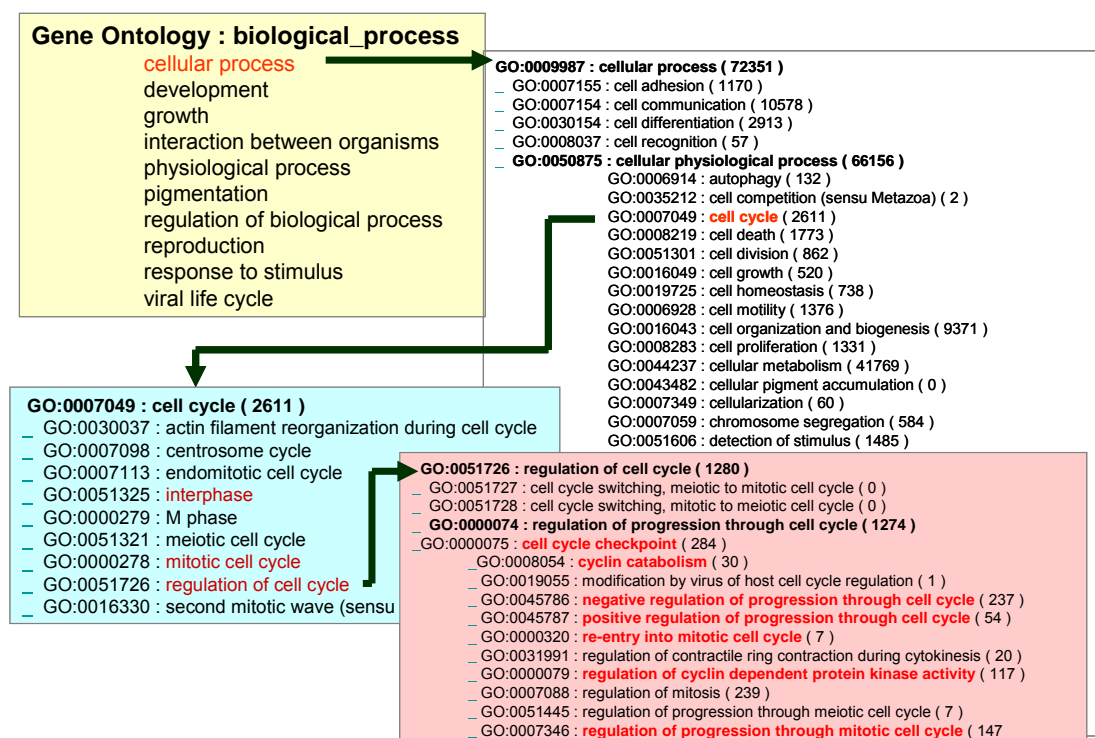 Gene Ontology : biological_process
cellular process
development
growth
interaction between organisms
physiological process
pigmentation
regulation of biological process
reproduction
response to stimulus
viral life cycle
GO:0009987 : cellular process ( 72351 )
_ GO:0007155 : cell adhesion ( 1170 )
_ GO:0007154 : cell communication ( 10578 )
_ GO:0030154 : cell differentiation ( 2913 )
_ GO:0008037 : cell recognition ( 57 )
_ GO:0050875 : cellular physiological process ( 66156 )
GO:0006914 : autophagy ( 132 )
GO:0035212 : cell competition (sensu Metazoa) ( 2 )
GO:0007049 : cell cycle ( 2611 )
GO:0008219 : cell death ( 1773 )
GO:0051301 : cell division ( 862 )
GO:0016049 : cell growth ( 520 )
GO:0019725 : cell homeostasis ( 738 )
GO:0006928 : cell motility ( 1376 )
GO:0016043 : cell organization and biogenesis ( 9371 )
GO:0008283 : cell proliferation ( 1331 )
GO:0044237 : cellular metabolism ( 41769 )
GO:0043482 : cellular pigment accumulation ( 0 )
GO:0007349 : cellularization ( 60 )
GO:0007059 : chromosome segregation ( 584 )
GO:0051606 : detection of stimulus ( 1485 )
GO:0007049 : cell cycle ( 2611 )
_ GO:0030037 : actin filament reorganization during cell cycle
_ GO:0007098 : centrosome cycle
_ GO:0007113 : endomitotic cell cycle
_ GO:0051325 : interphase
_ GO:0000279 : M phase
_ GO:0051321 : meiotic cell cycle
_ GO:0000278 : mitotic cell cycle
_ GO:0051726 : regulation of cell cycle
_ GO:0016330 : second mitotic wave (sensu
GO:0051726 : regulation of cell cycle ( 1280 )
_ GO:0051727 : cell cycle switching, meiotic to mitotic cell cycle ( 0 )
_ GO:0051728 : cell cycle switching, mitotic to meiotic cell cycle ( 0 )
_ GO:0000074 : regulation of progression through cell cycle ( 1274 )
_GO:0000075 : cell cycle checkpoint ( 284 )
_GO:0008054 : cyclin catabolism ( 30 )
_ GO:0019055 : modification by virus of host cell cycle regulation ( 1 )
_ GO:0045786 : negative regulation of progression through cell cycle ( 237 )
_ GO:0045787 : positive regulation of progression through cell cycle ( 54 )
_ GO:0000320 : re-entry into mitotic cell cycle ( 7 )
_ GO:0031991 : regulation of contractile ring contraction during cytokinesis ( 20 )
_ GO:0000079 : regulation of cyclin dependent protein kinase activity ( 117 )
_ GO:0007088 : regulation of mitosis ( 239 )
_ GO:0051445 : regulation of progression through meiotic cell cycle ( 7 )
_ GO:0007346 : regulation of progression through mitotic cell cycle ( 147